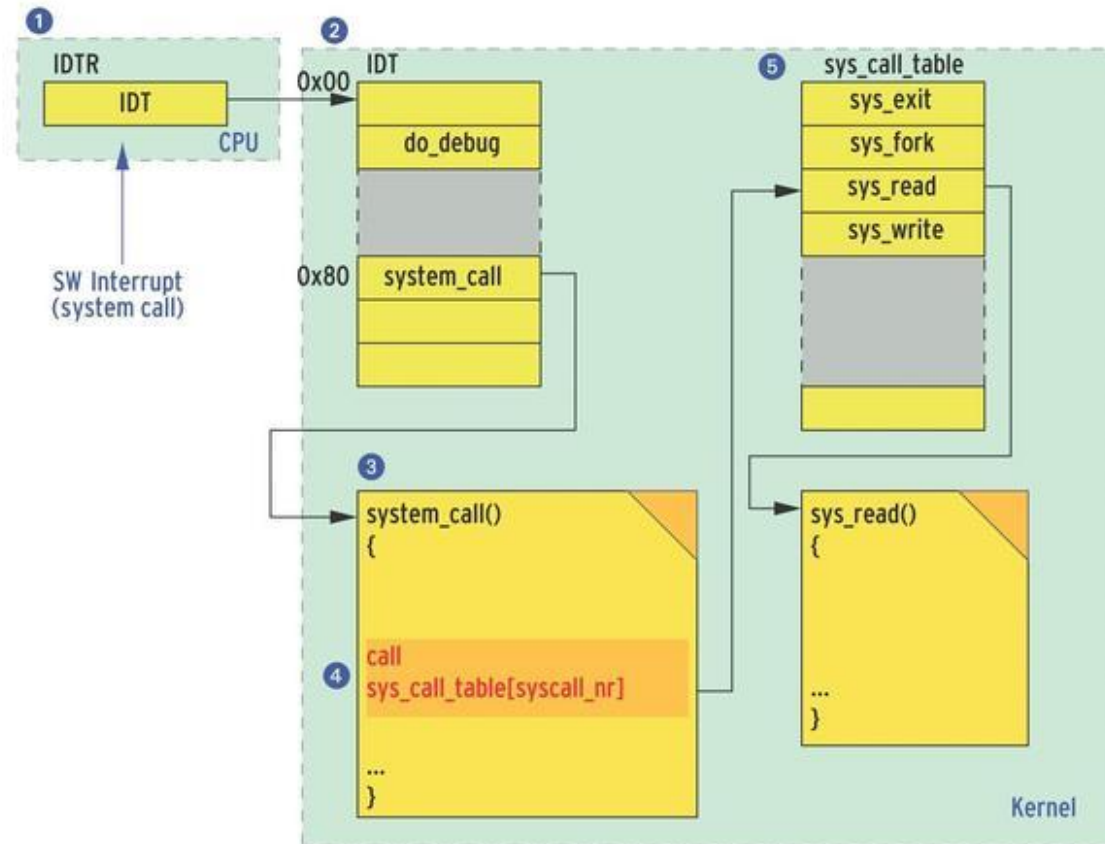 1
IDTR
IDT
CPU
SW Interrupt
(system call)
2
IDT
0x00
do_debug
0x80
system_call
3
system_call()
{
4
call
sys_call_table[syscall_nr]
...
}
5
sys_call_table
sys_exit
sys_fork
sys_read
sys_write
sys_read()
{
...
}
Kernel